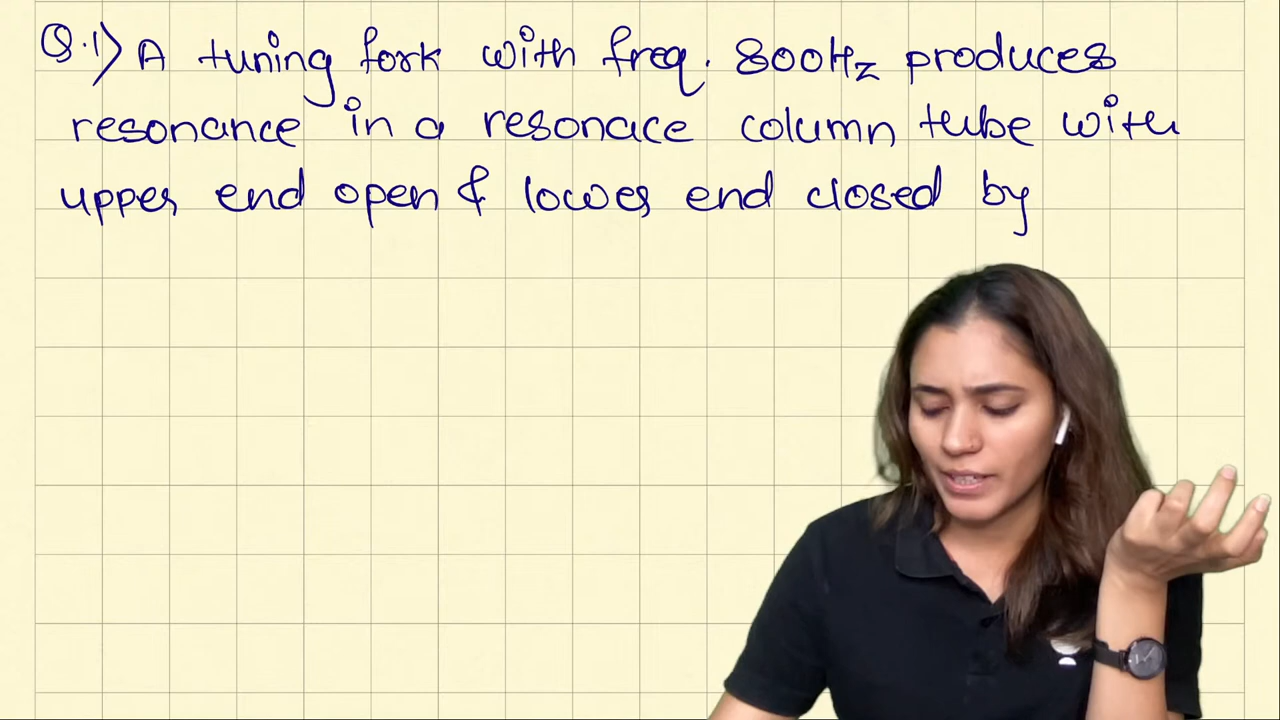 Q.1) A tuning fork with freq. 800Hz produces
resonance in a resonace column tube with
upper end open & lower end closed by